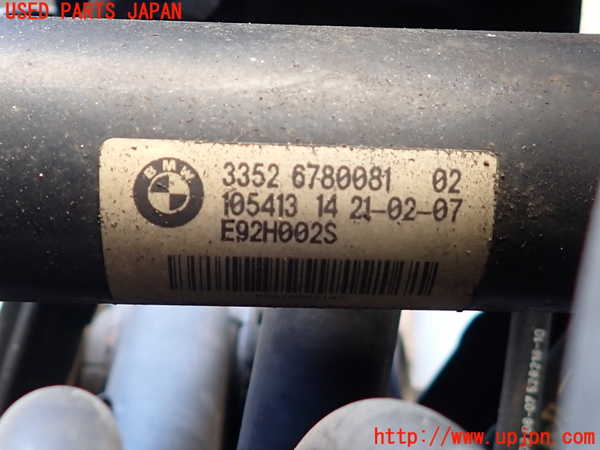 USED PARTS JAPAN
BMW
3352 6780081 02
105413 14 21-02-07
E92H002S
http://www.upjpn.com